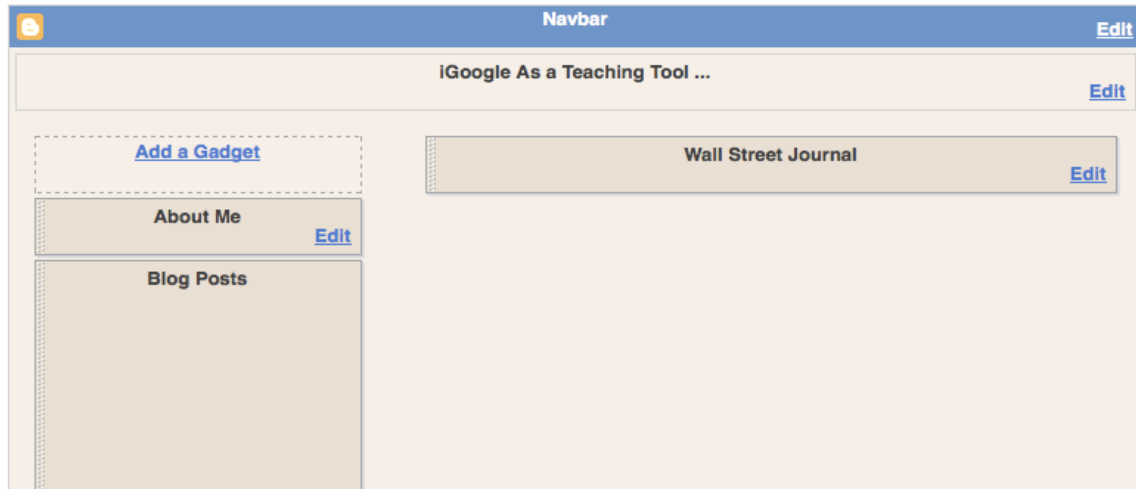 Navbar
Edit
iGoogle As a Teaching Tool ...
Edit
Add a Gadget
Wall Street Journal
Edit
About Me
Edit
Blog Posts